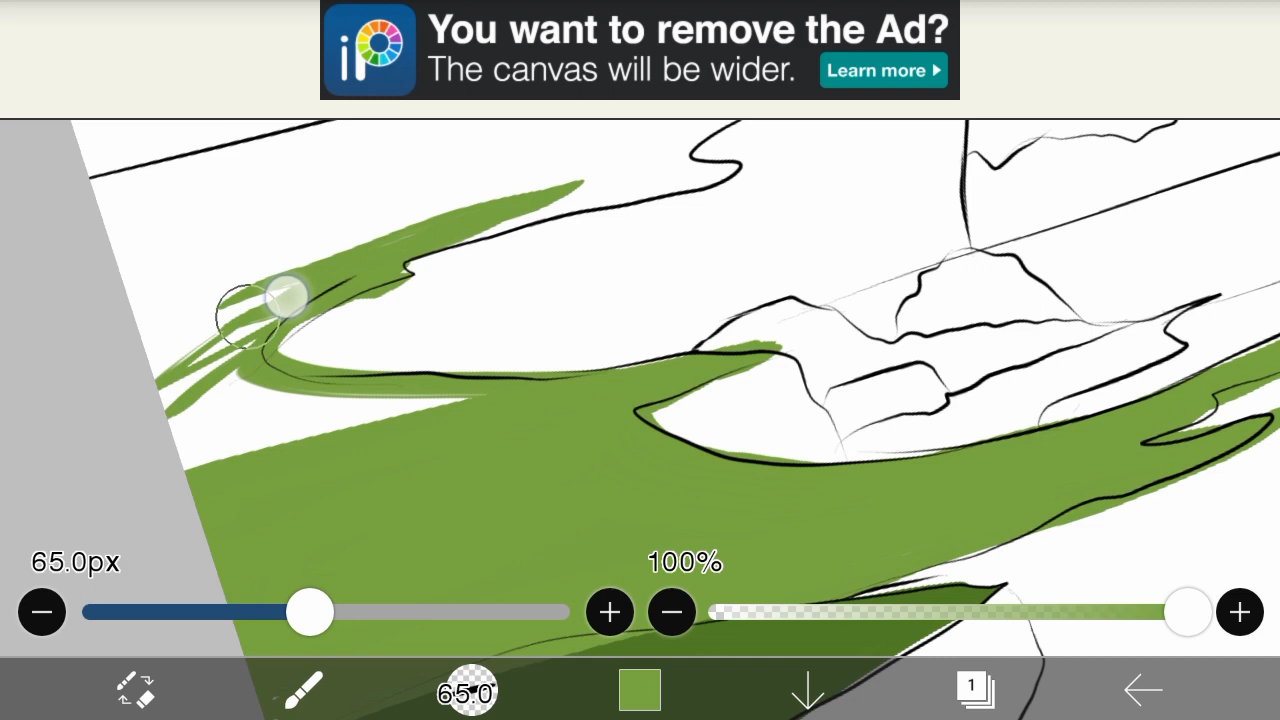 iP
You want to remove the Ad?
The canvas will be wider.
Learn more
65.0px
100%
65.0
1